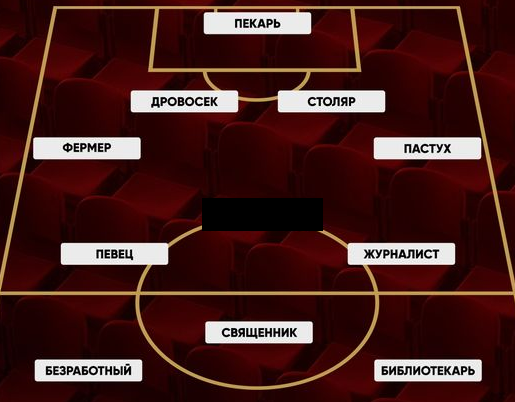 ПЕКАРЬ
ДРОВОСЕК
СТОЛЯР
ФЕРМЕР
ПАСТУХ
ПЕВЕЦ
ЖУРНАЛИСТ
СВЯЩЕННИК
БЕЗРАБОТНЫЙ
БИБЛИОТЕКАРЬ